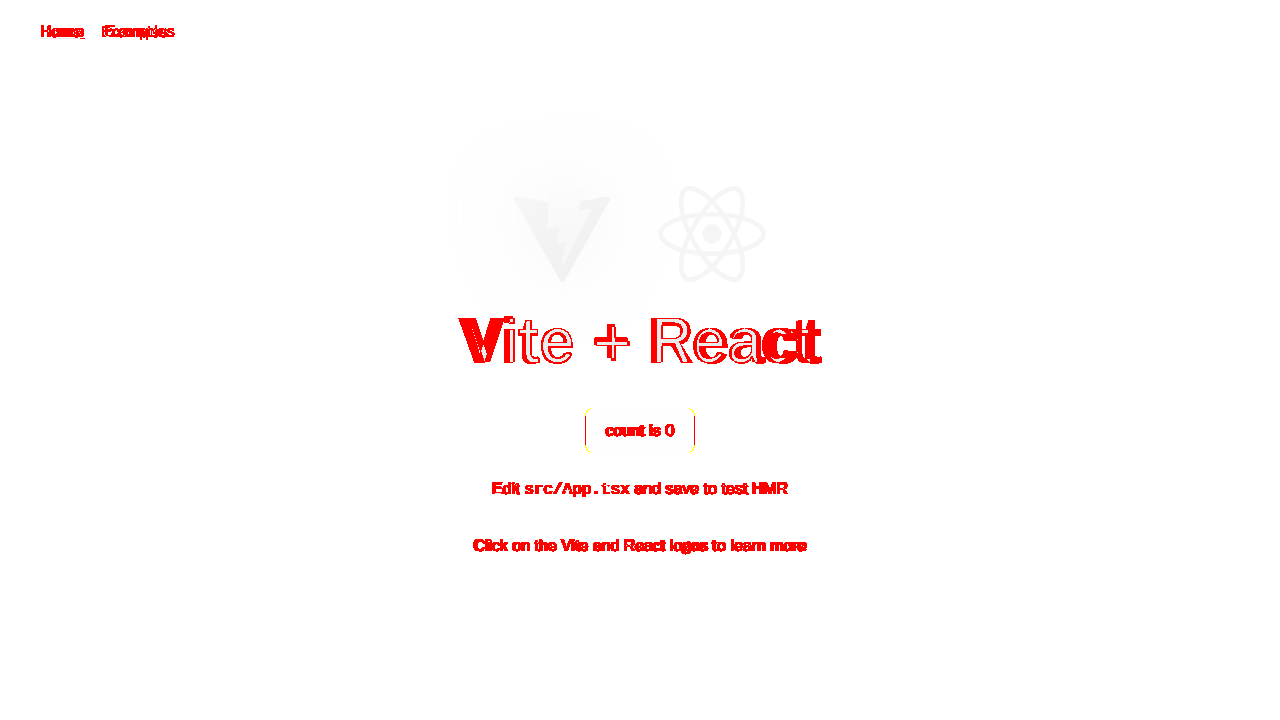 Home Examples
Vite + React
count is 0
Edit src/App.tsx and save to test HMR
Click on the Vite and React logos to learn more